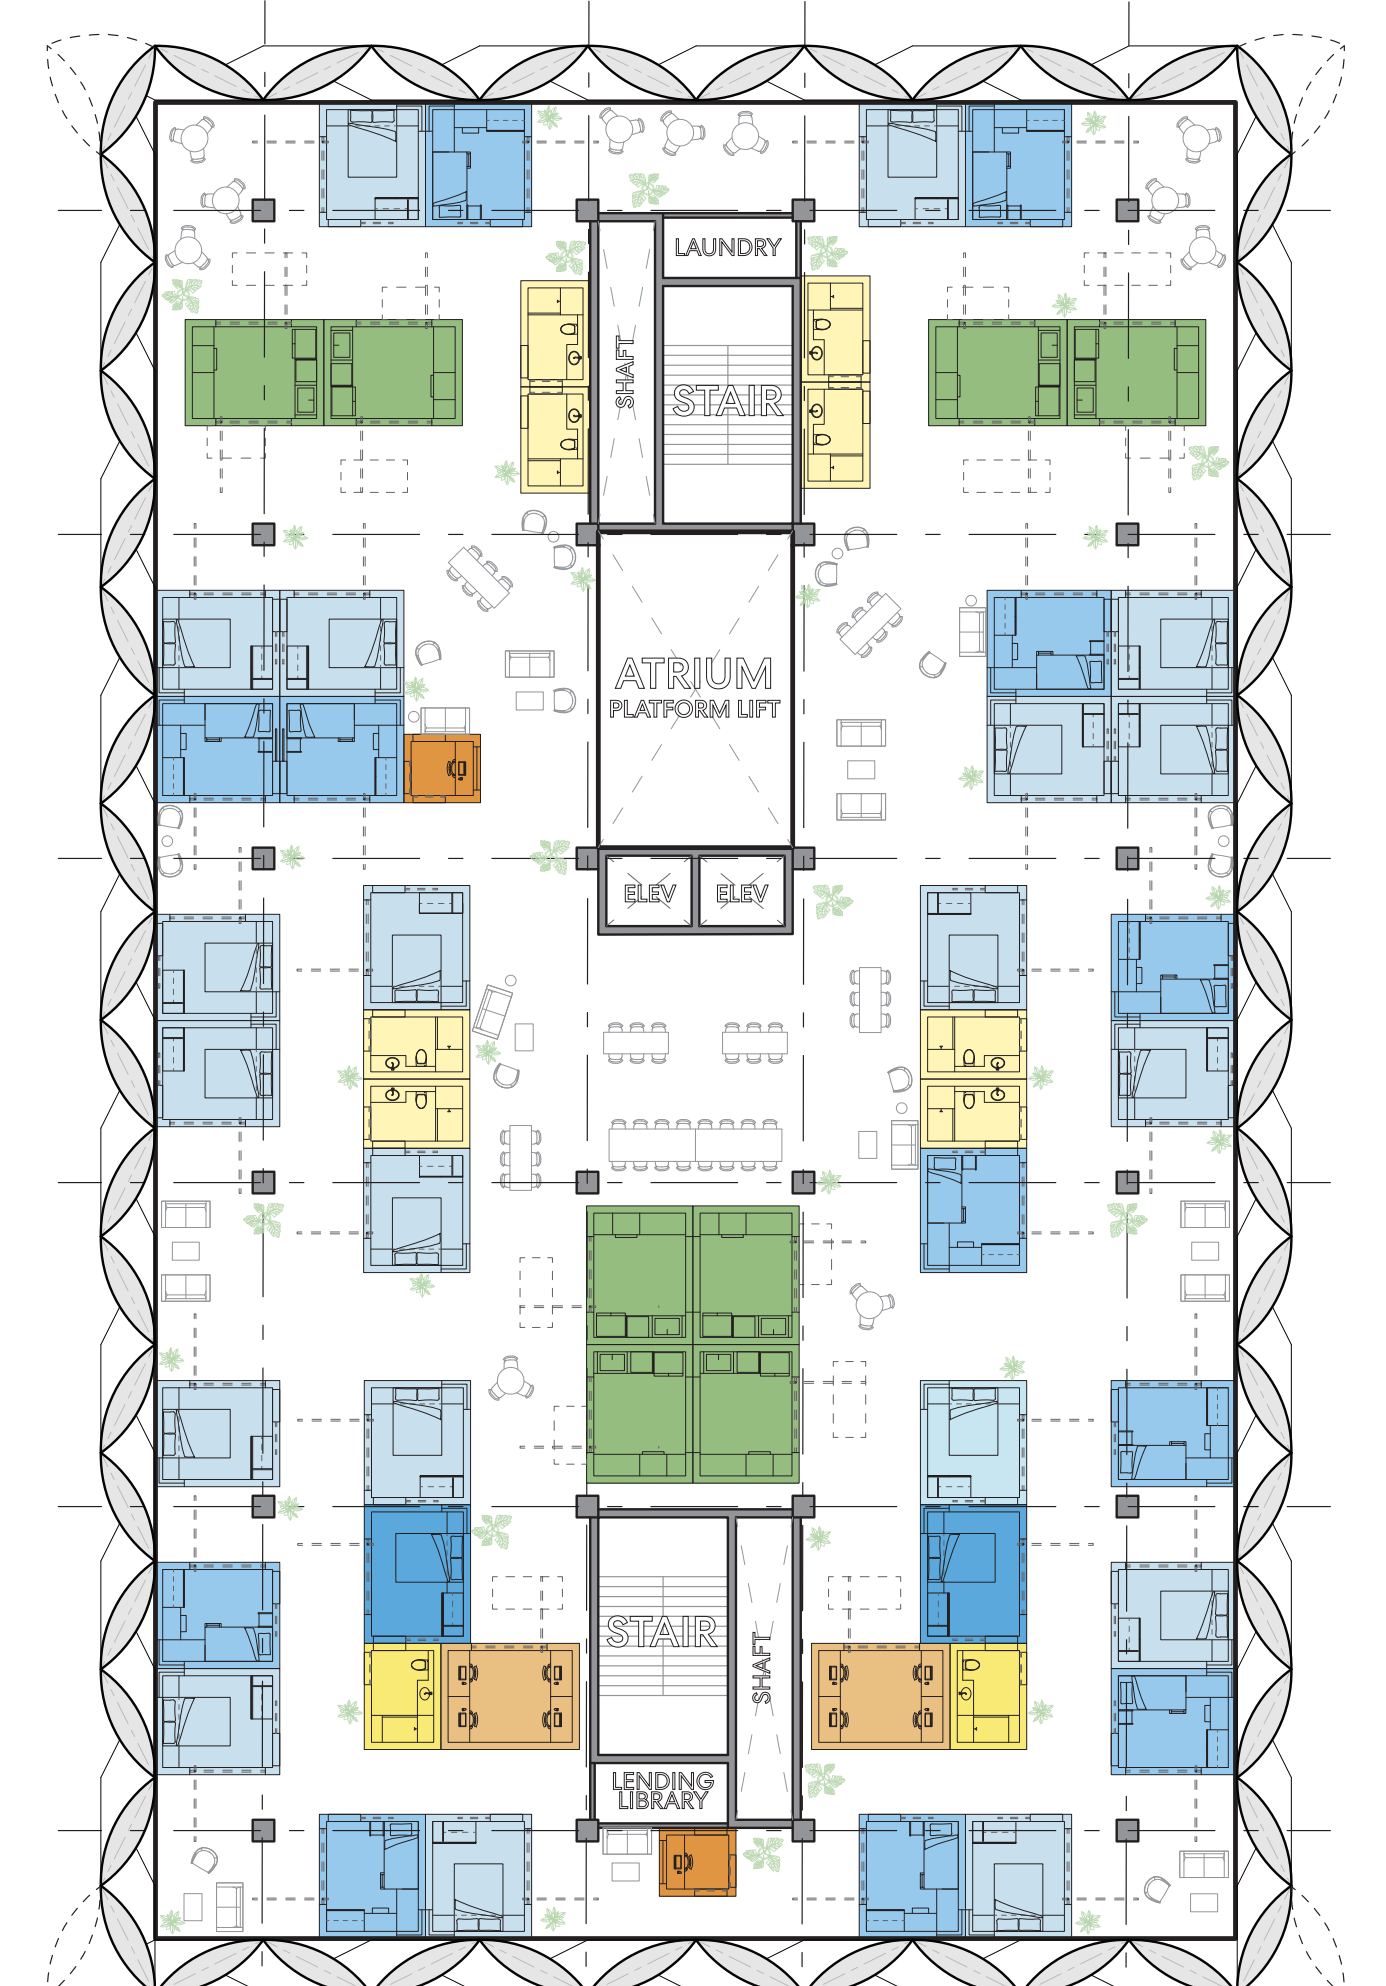 LAUNDRY
SHAFT
STAIR
ATRIUM
PLATFORM LIFT
ELEV
ELEV
STAIR
SHAFT
LENDING
LIBRARY